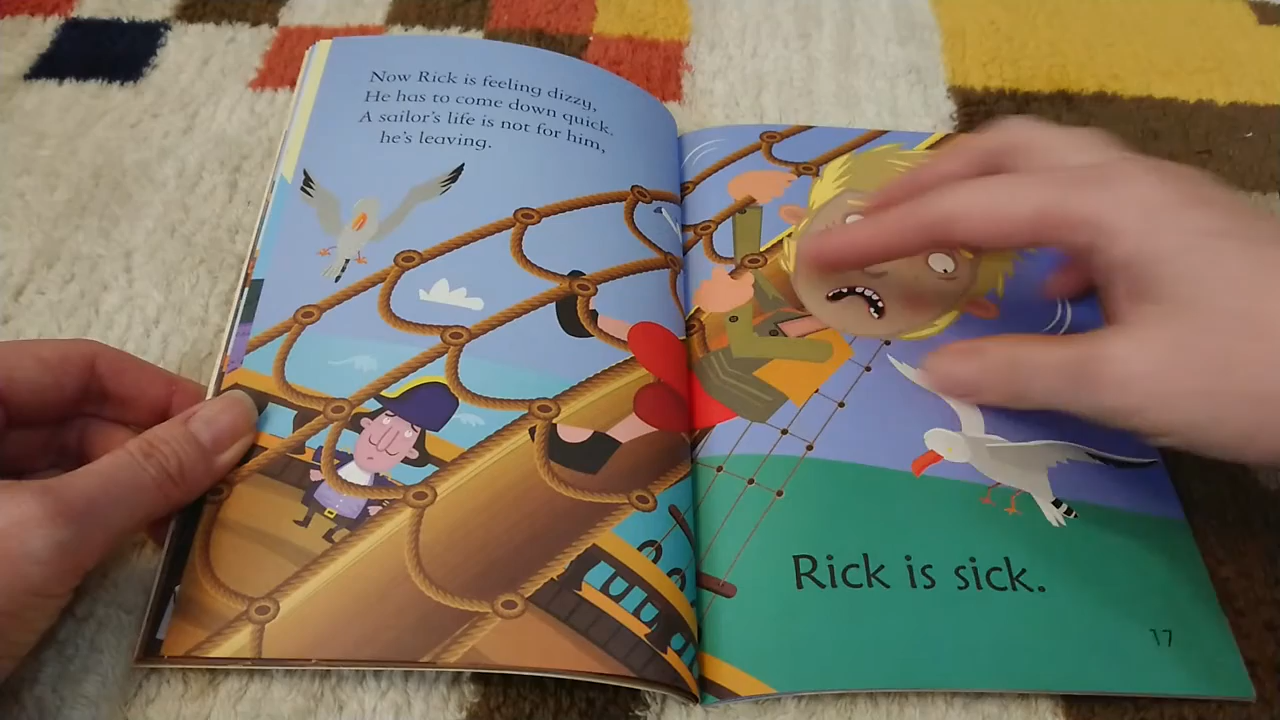 Now Rick is feeling dizzy,
He has to come down quick.
A sailor's life is not for him,
he's leaving.
Rick is sick.
17